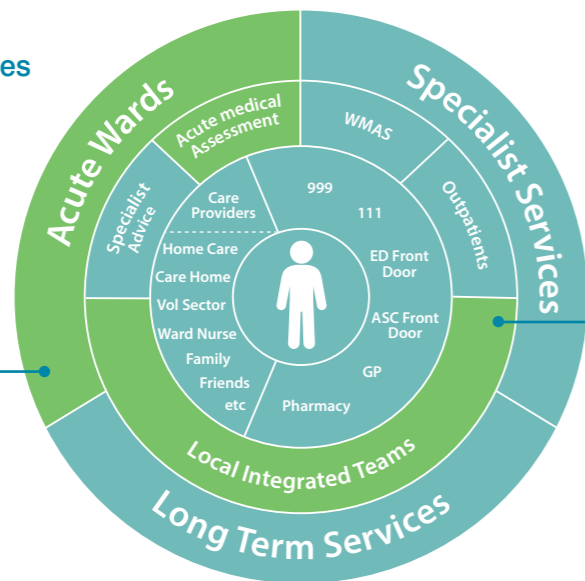 es
Acute Wards
Specialist Services
Long Term Services
Acute medical
Assessment
WMAS
Outpatients
Local Integrated Teams
Specialist
Advice
Care
Providers
Home Care
Care Home
Vol Sector
Ward Nurse
Family
Friends
etc
999
111
ED Front
Door
ASC Front
Door
GP
Pharmacy